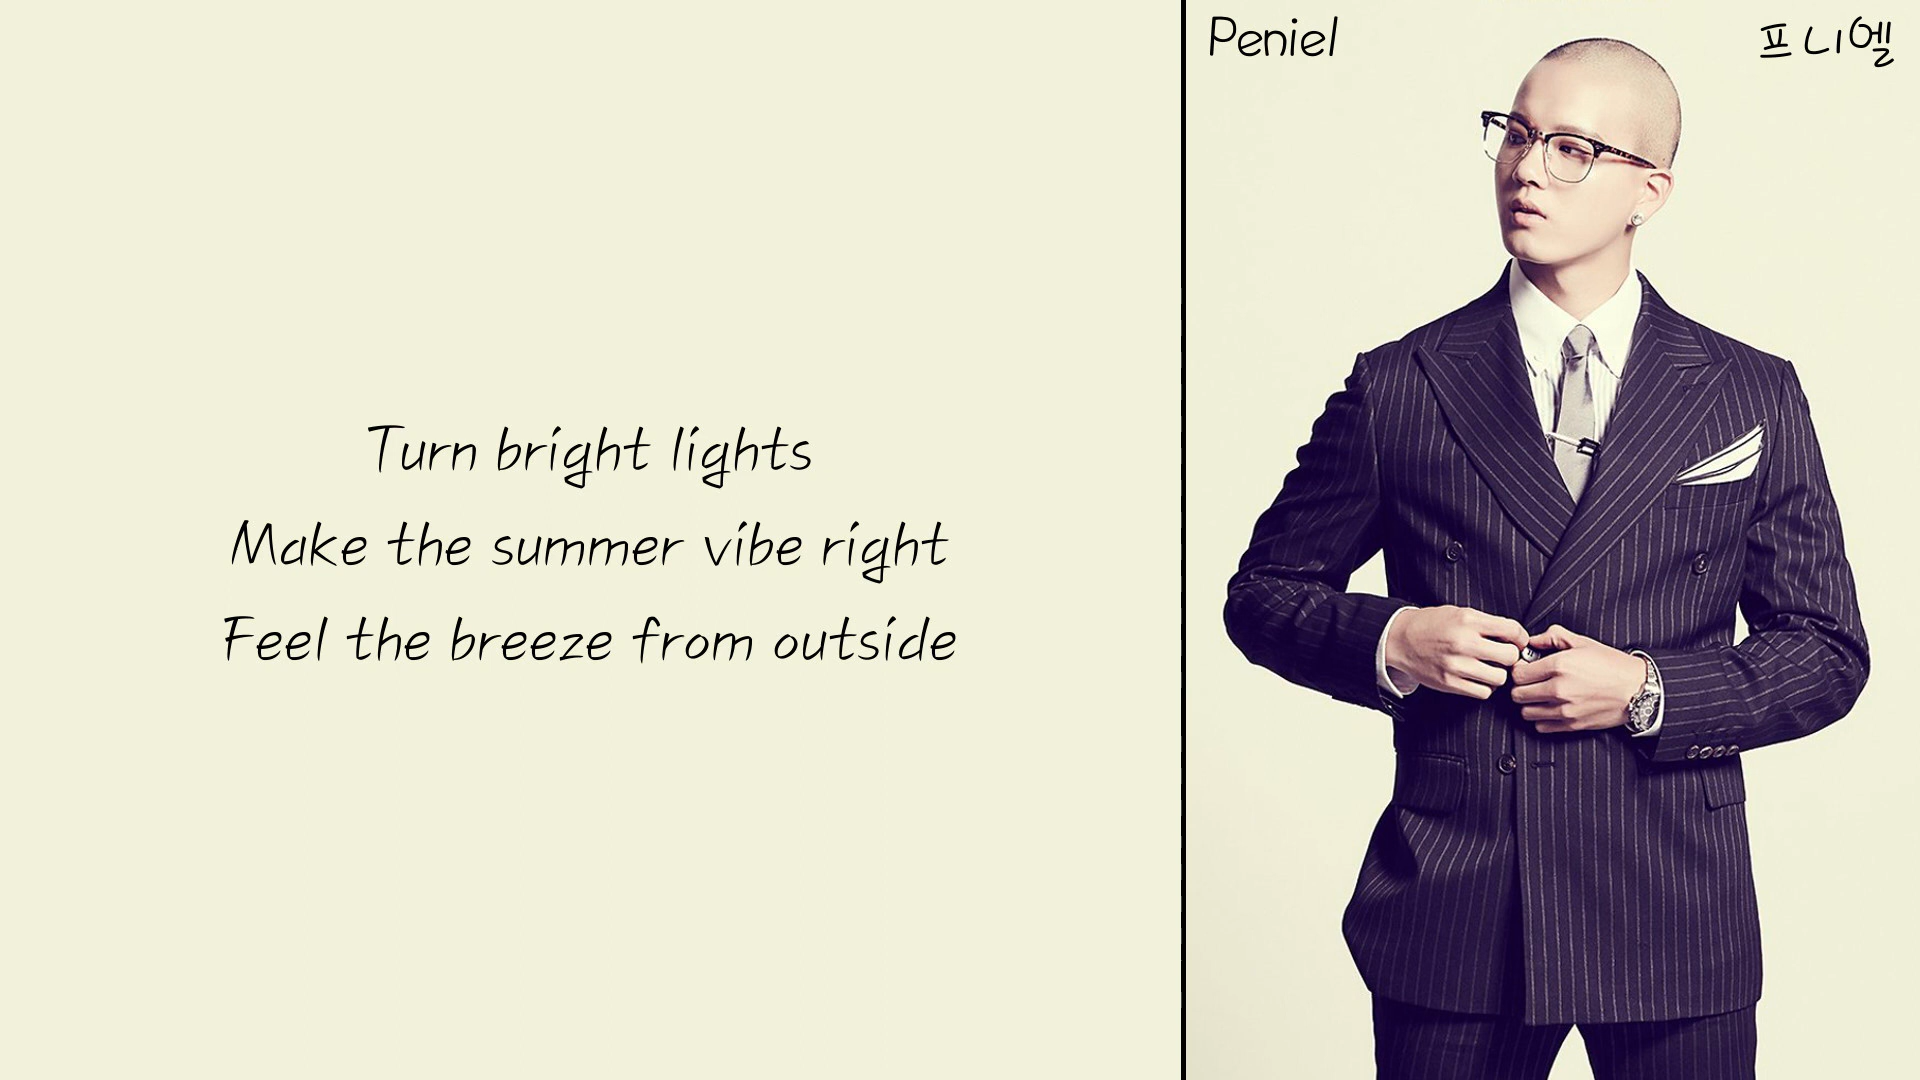 Peniel 프니엘
Turn bright lights
Make the summer vibe right
Feel the breeze from outside